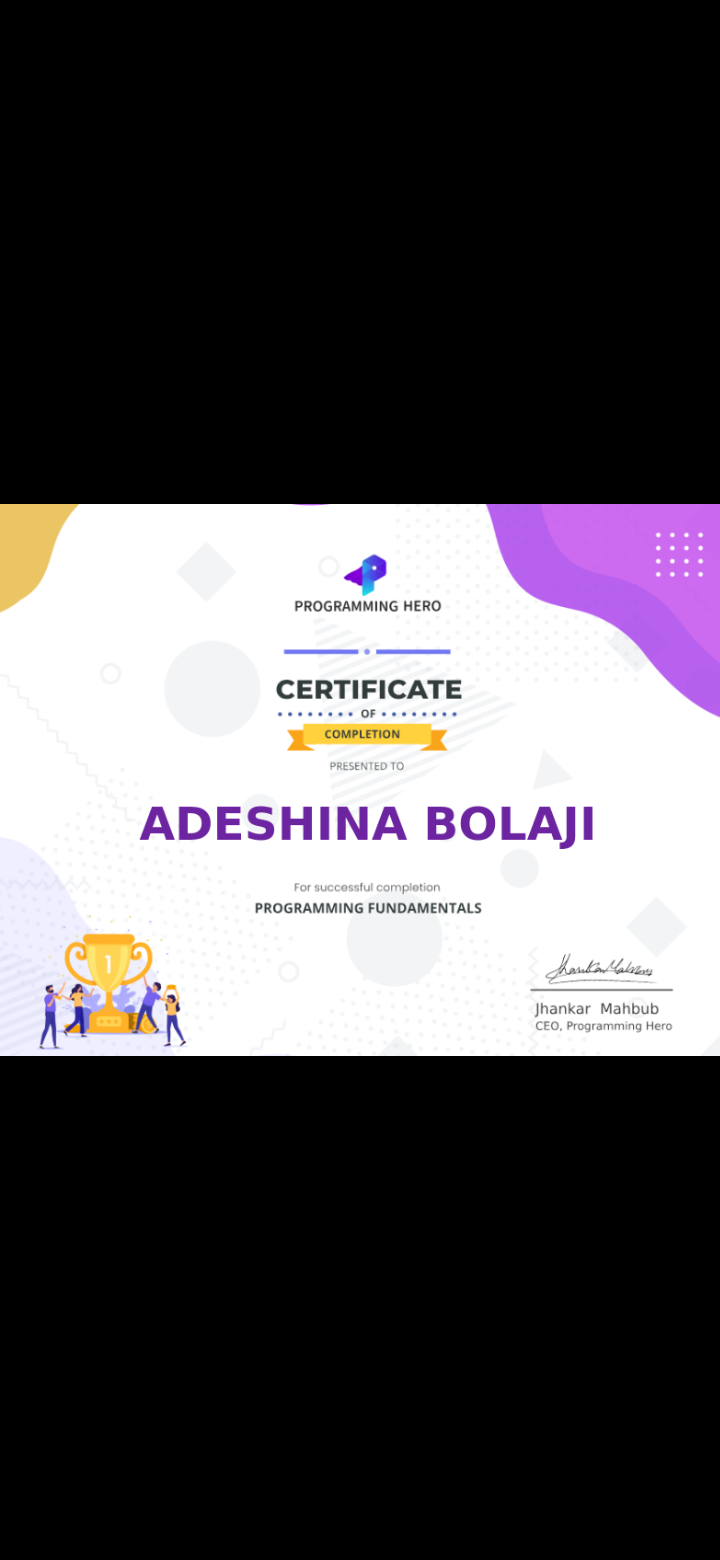 PROGRAMMING HERO
CERTIFICATE
OF
COMPLETION
PRESENTED TO
ADESHINA BOLAJI
For successful completion
PROGRAMMING FUNDAMENTALS
1
Jhankar Mahbub
Jhankar Mahbub
CEO, Programming Hero